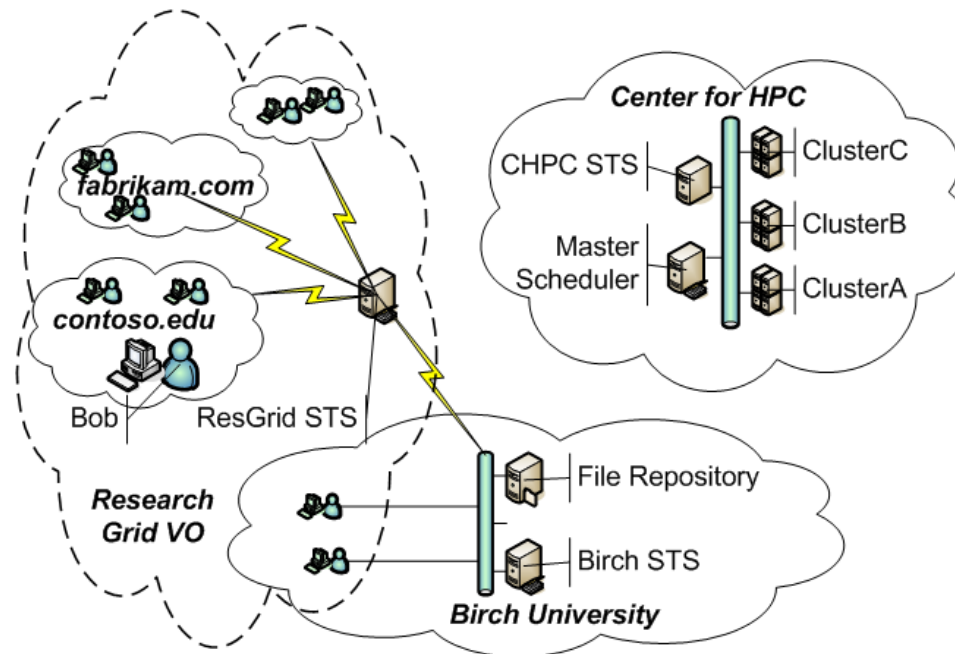 Center for HPC
CHPC STS
ClusterC
ClusterB
Master
Scheduler
ClusterA
fabrikam.com
contoso.edu
Bob
ResGrid STS
Research
Grid VO
File Repository
Birch STS
Birch University